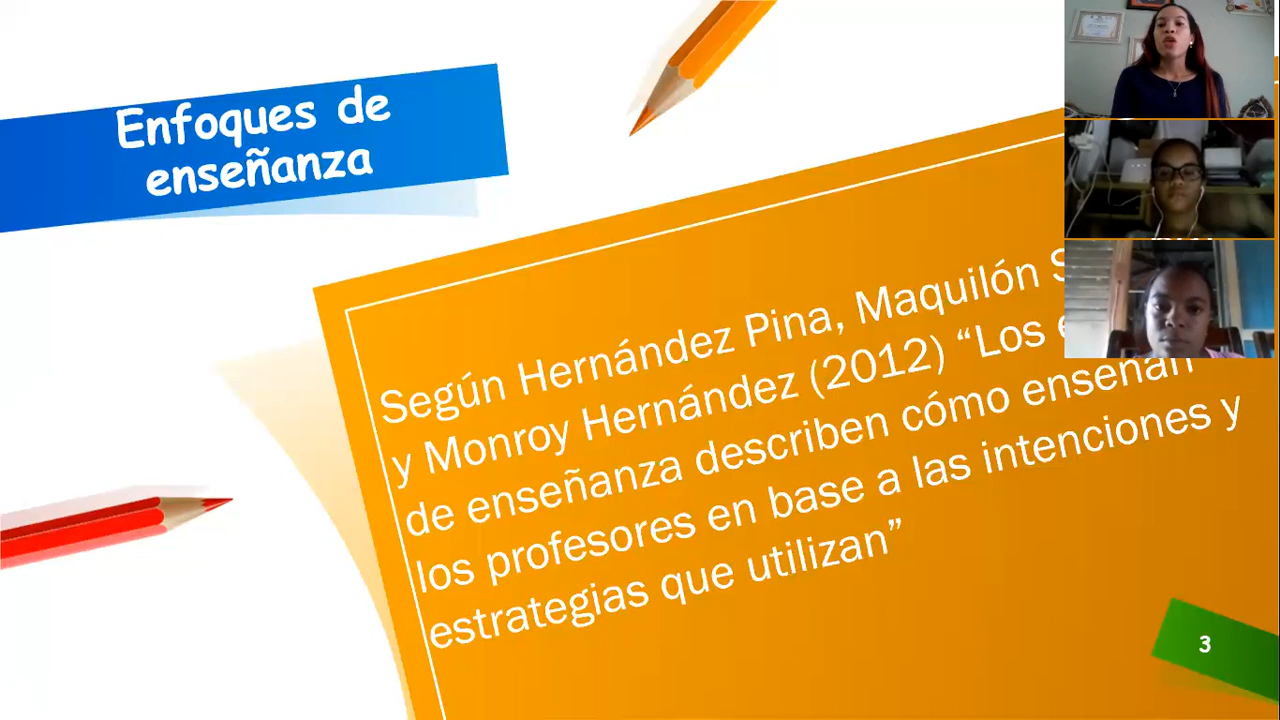 Enfoques de
enseñanza
Según Hernández Pina, Maquilón
y Monroy Hernández (2012) “Los
de enseñanza describen cómo enseñan
los profesores en base a las intenciones y
estrategias que utilizan”
3